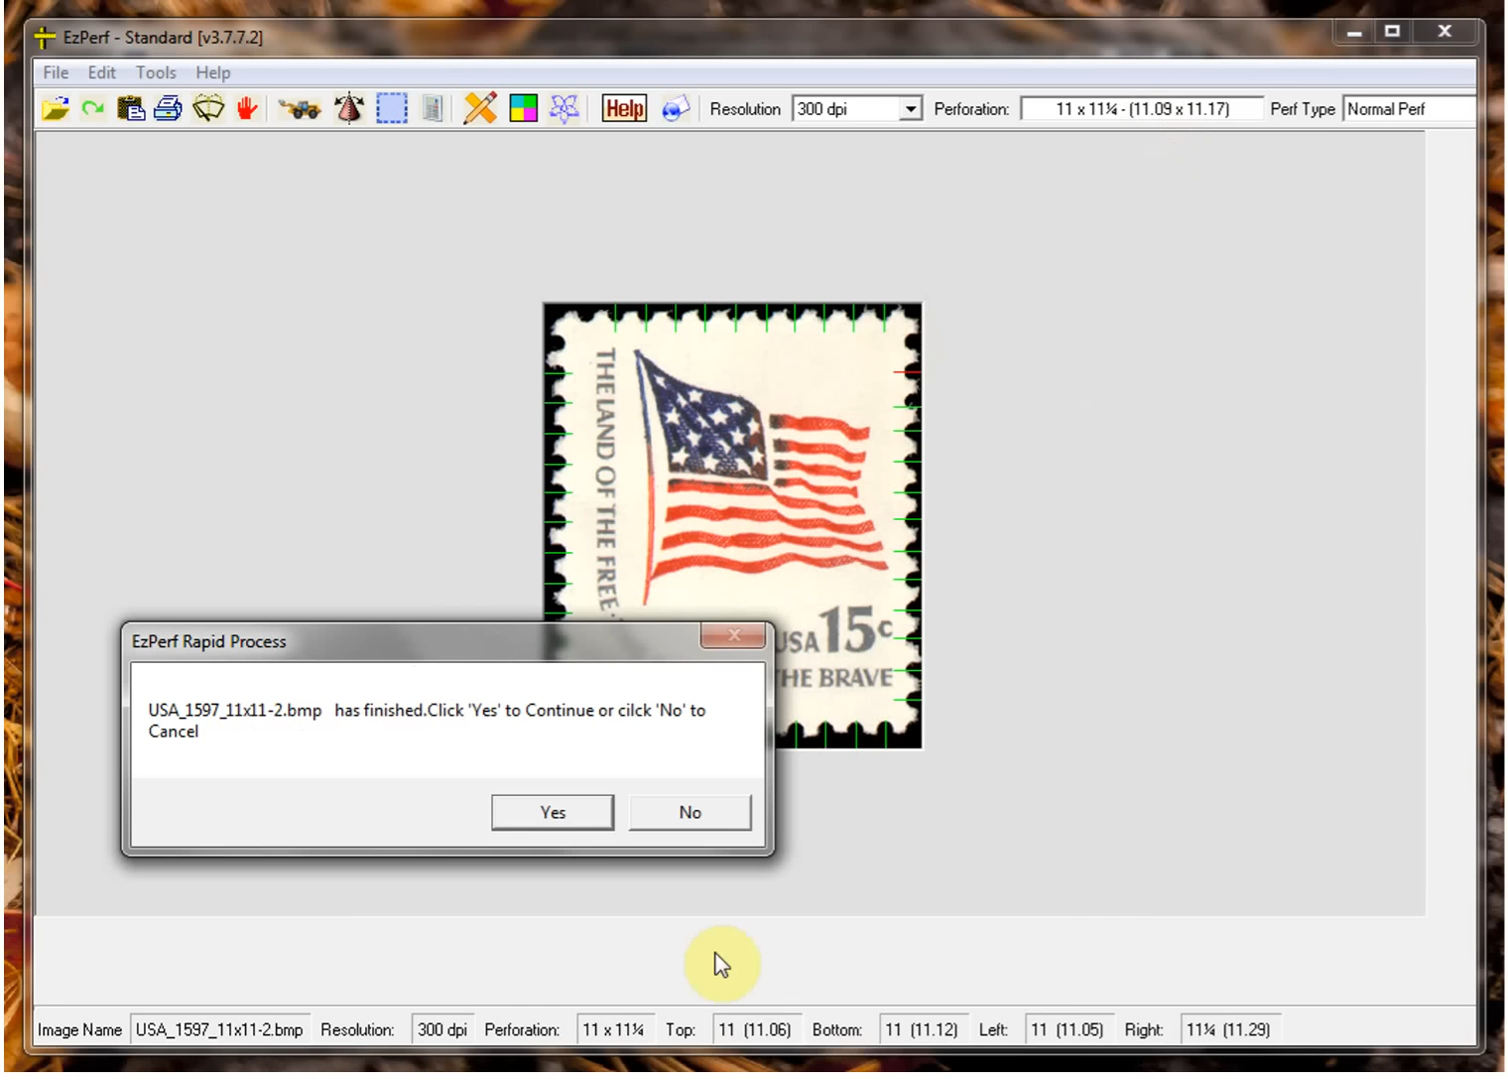 EzPerf - Standard [v3.7.7.2]
File Edit Tools Help
Help Resolution 300 dpi Perforation: 11 x 11¼ - (11.09 x 11.17) Perf Type Normal Perf
THE LAND OF THE FREE·
USA 15c
THE BRAVE
EzPerf Rapid Process
USA_1597_11x11-2.bmp has finished.Click 'Yes' to Continue or cilck 'No' to
Cancel
Yes No
Image Name USA_1597_11x11-2.bmp Resolution: 300 dpi Perforation: 11 x 11¼ Top: 11 (11.06) Bottom: 11 (11.12) Left: 11 (11.05) Right: 11¼ (11.29)